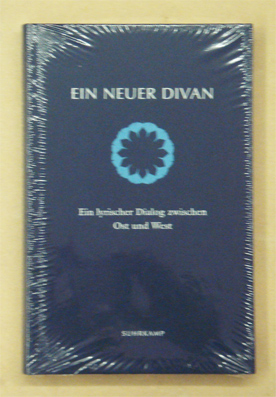 EIN NEUER DIVAN
Ein lyrischer Dialog zwischen
Ost und West
SUHRKAMP